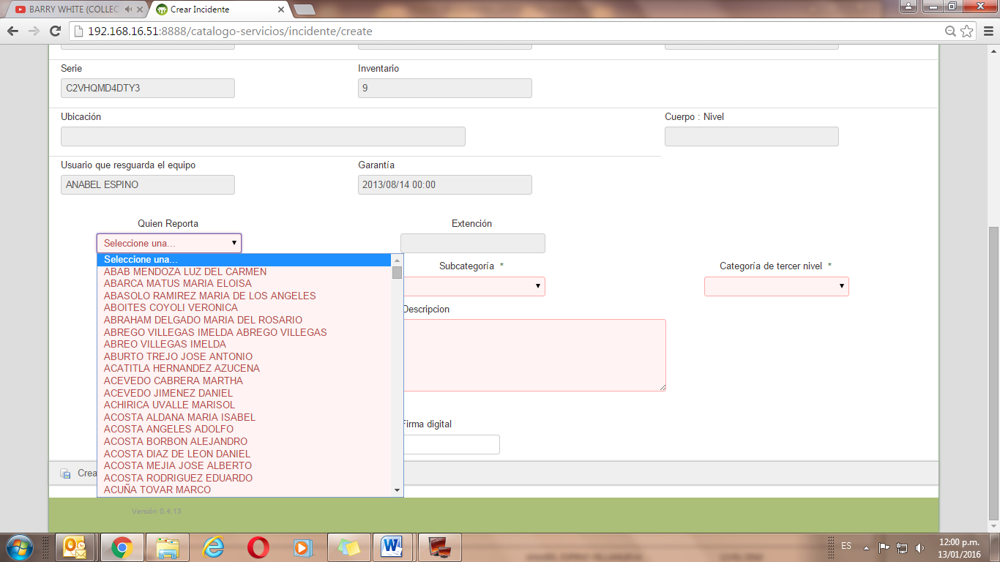 BARRY WHITE (COLLEC
Crear Incidente
192.168.16.51:8888/catalogo-servicios/incidente/create
Serie
Inventario
C2VHQMD4DTY3
9
Ubicación
Cuerpo : Nivel
Usuario que resguarda el equipo
Garantía
ANABEL ESPINO
2013/08/14 00:00
Quien Reporta
Extención
Seleccione una...
Seleccione una...
ABAB MENDOZA LUZ DEL CARMEN
Subcategoría *
Categoría de tercer nivel *
ABARCA MATUS MARIA ELOISA
ABASOLO RAMIREZ MARIA DE LOS ANGELES
ABOITES COYOLI VERONICA
Descripcion
ABRAHAM DELGADO MARIA DEL ROSARIO
ABREGO VILLEGAS IMELDA ABREGO VILLEGAS
ABREO VILLEGAS IMELDA
ABURTO TREJO JOSE ANTONIO
ACATITLA HERNANDEZ AZUCENA
ACEVEDO CABRERA MARTHA
ACEVEDO JIMENEZ DANIEL
ACHIRICA UVALLE MARISOL
ACOSTA ALDANA MARIA ISABEL
Firma digital
ACOSTA ANGELES ADOLFO
ACOSTA BORBON ALEJANDRO
ACOSTA DIAZ DE LEON DANIEL
ACOSTA MEJIA JOSE ALBERTO
Crea
ACOSTA RODRIGUEZ EDUARDO
ACUÑA TOVAR MARCO
Versión 0.4.13
ES
12:00 p.m.
13/01/2016